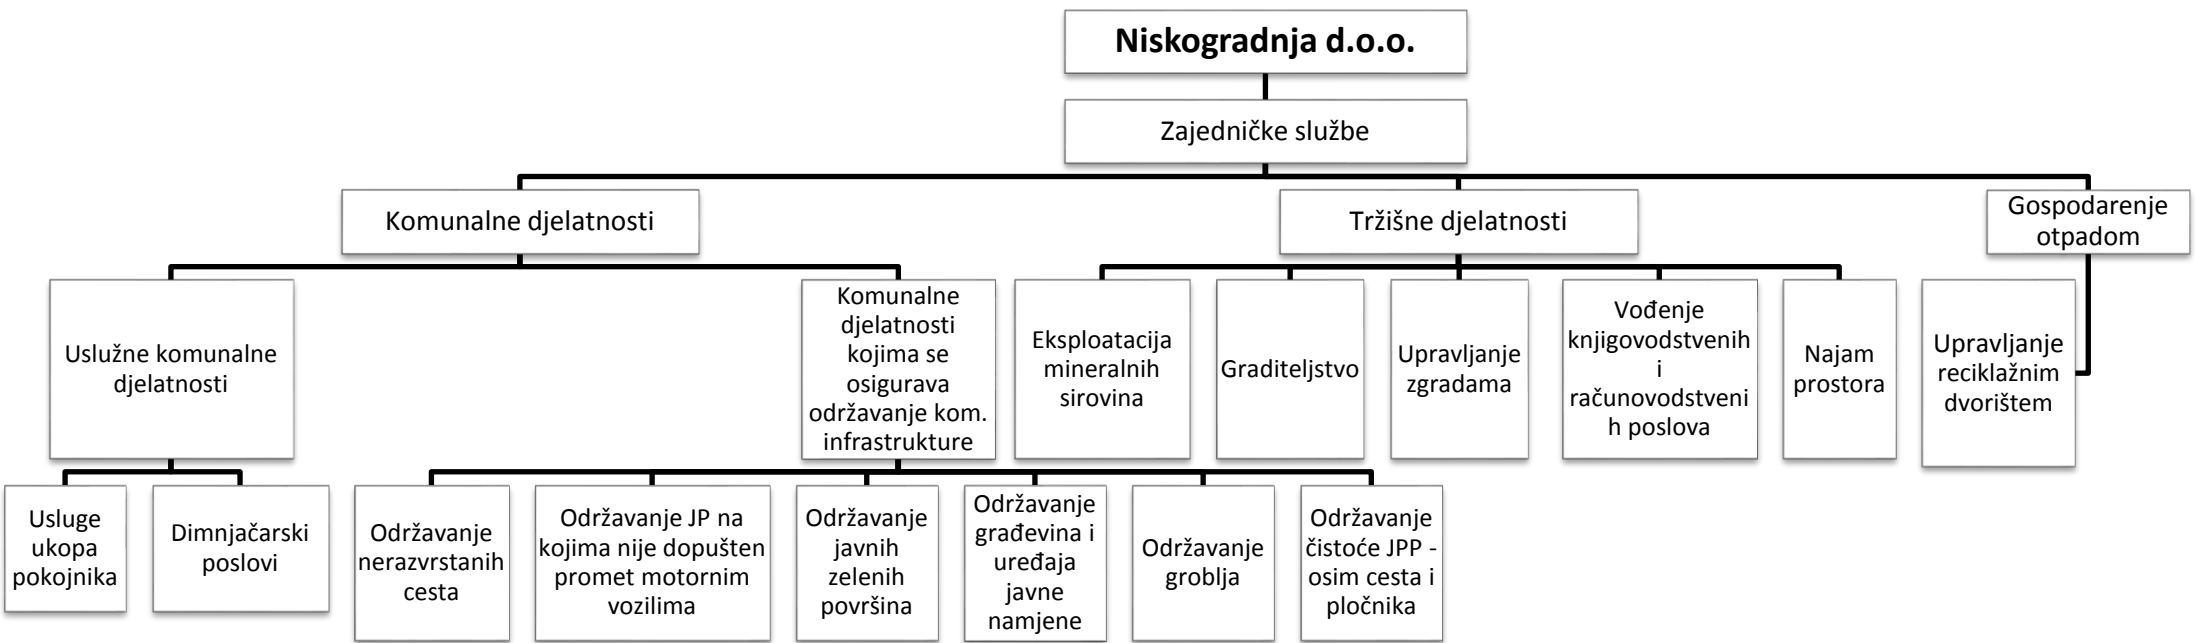 Niskogradnja d.o.o.
Zajedničke službe
Komunalne djelatnosti
Tržišne djelatnosti
Gospodarenje
otpadom
Uslužne komunalne
djelatnosti
Komunalne
djelatnosti
kojima se
osigurava
održavanje kom.
infrastrukture
Eksploatacija
mineralnih
sirovina
Graditeljstvo
Upravljanje
zgradama
Vođenje
knjigovodstvenih
i
računovodstveni
h poslova
Najam
prostora
Upravljanje
reciklažnim
dvorištem
Usluge
ukopa
pokojnika
Dimnjačarski
poslovi
Održavanje
nerazvrstanih
cesta
Održavanje JP na
kojima nije dopušten
promet motornim
vozilima
Održavanje
javnih
zelenih
površina
Održavanje
građevina i
uređaja
javne
namjene
Održavanje
groblja
Održavanje
čistoće JPP -
osim cesta i
pločnika